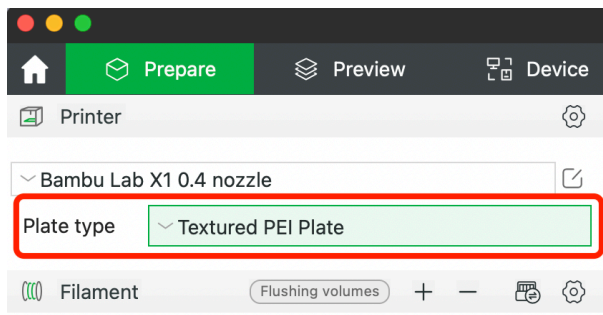 Prepare Preview Device
Printer
Bambu Lab X1 0.4 nozzle
Plate type Textured PEI Plate
Filament Flushing volumes